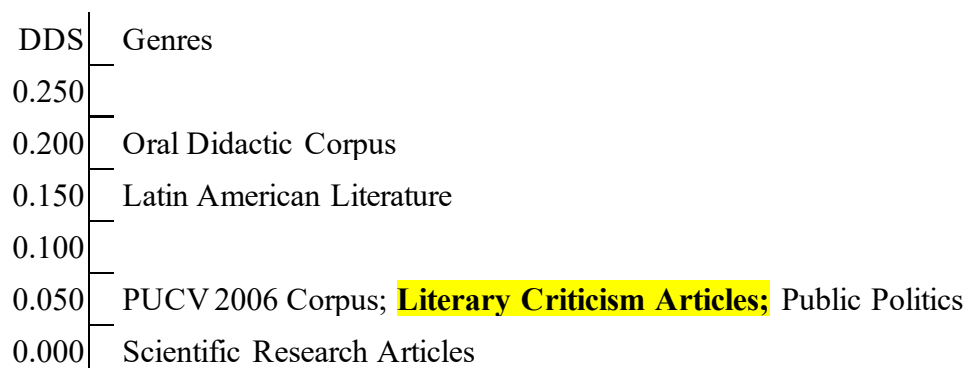 DDS Genres
0.250
0.200 Oral Didactic Corpus
0.150 Latin American Literature
0.100
0.050 PUCV 2006 Corpus; Literary Criticism Articles; Public Politics
0.000 Scientific Research Articles